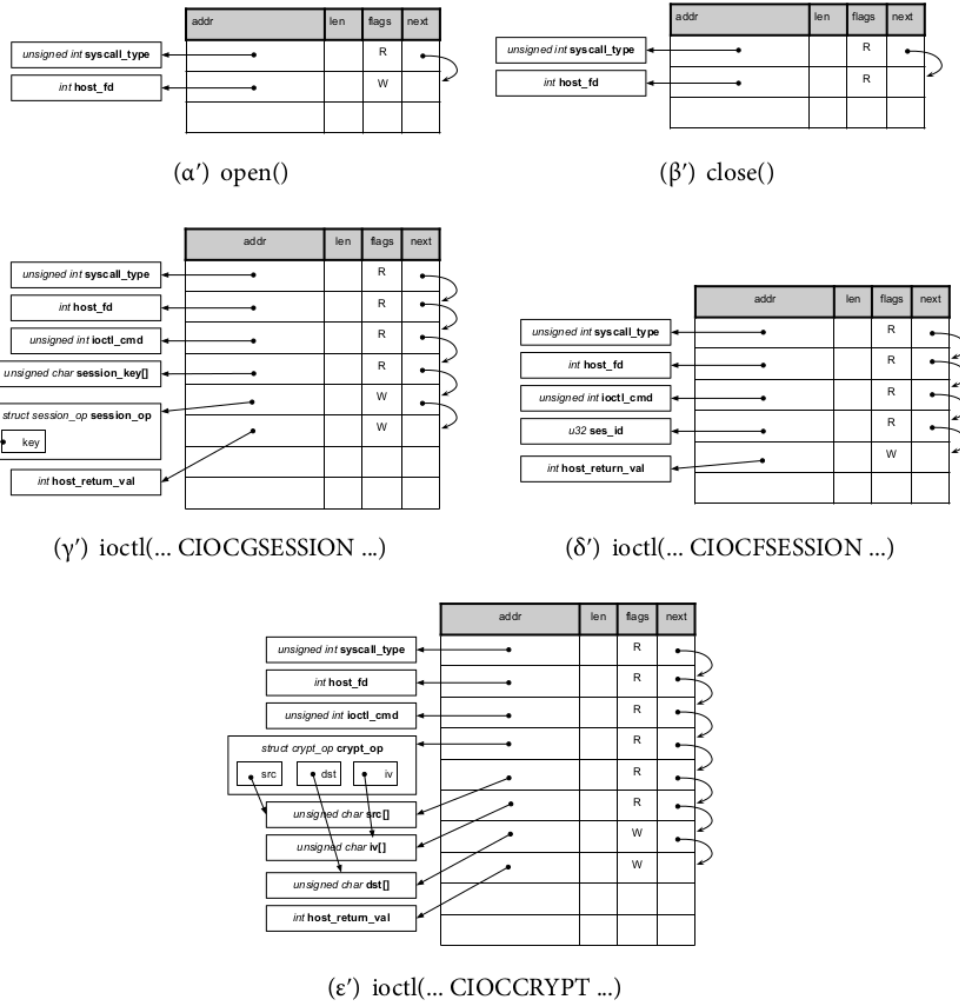 addr len flags next
unsigned int syscall_type R
int host_fd W
(α′) open()
addr len flags next
unsigned int syscall_type R
int host_fd R
(β′) close()
addr len flags next
unsigned int syscall_type R
int host_fd R
unsigned int ioctl_cmd R
unsigned char session_key[] R
struct session_op session_op W
key
W
int host_return_val
(γ′) ioctl(... CIOCGSESSION ...)
addr len flags next
unsigned int syscall_type R
int host_fd R
unsigned int ioctl_cmd R
u32 ses_id R
int host_return_val W
(δ′) ioctl(... CIOCFSESSION ...)
addr len flags next
unsigned int syscall_type R
int host_fd R
unsigned int ioctl_cmd R
struct crypt_op crypt_op R
src dst iv R
unsigned char src[] R
unsigned char iv[] W
W
unsigned char dst[]
int host_return_val
(ε′) ioctl(... CIOCCRYPT ...)